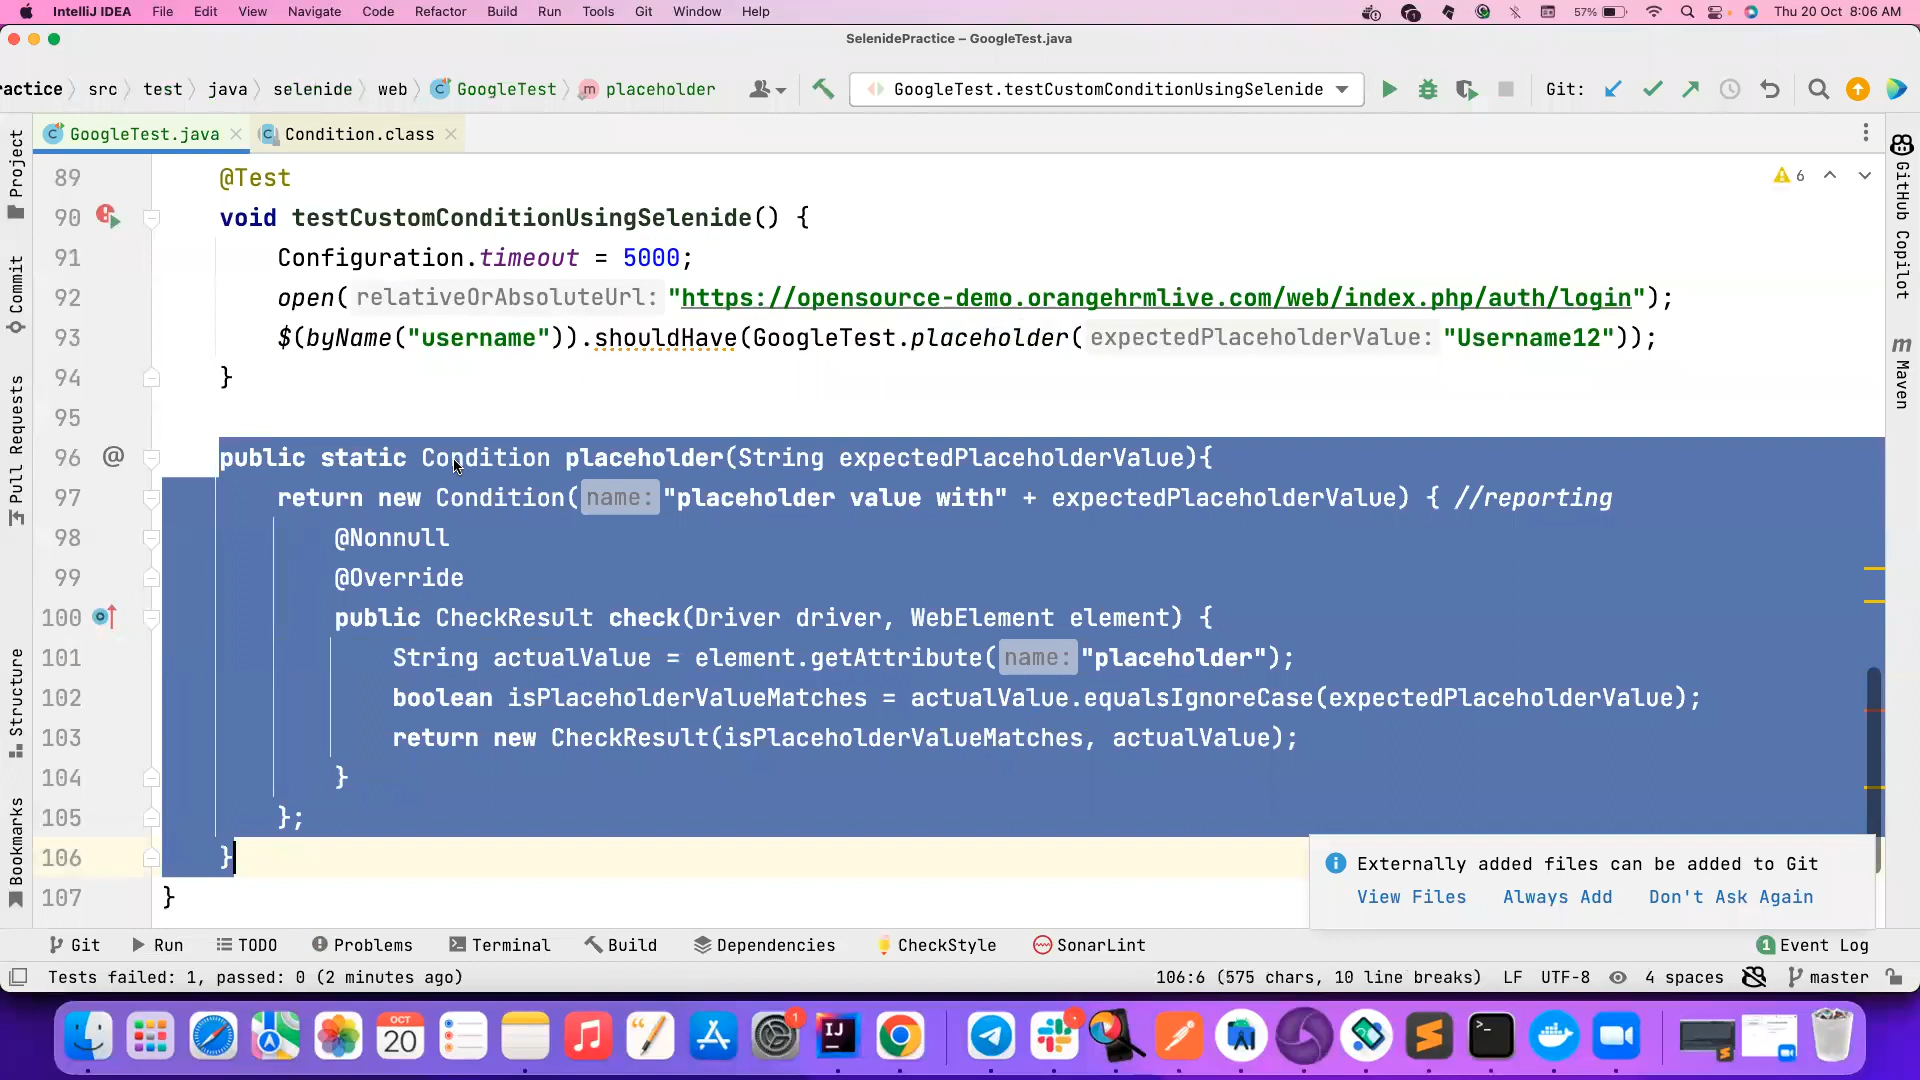 IntelliJ IDEA File Edit View Navigate Code Refactor Build Run Tools Git Window Help 57% Thu 20 Oct 8:06 AM
SelenidePractice – GoogleTest.java
ractice src test java selenide web GoogleTest placeholder GoogleTest.testCustomConditionUsingSelenide Git:
GoogleTest.java Condition.class
Project
Commit
Pull Requests
Structure
Bookmarks
GitHub Copilot
Maven
6
89 @Test
90 void testCustomConditionUsingSelenide() {
91 Configuration.timeout = 5000;
92 open( relativeOrAbsoluteUrl: "https://opensource-demo.orangehrmlive.com/web/index.php/auth/login");
93 $(byName("username")).shouldHave(GoogleTest.placeholder( expectedPlaceholderValue: "Username12"));
94 }
95
96 @ public static Condition placeholder(String expectedPlaceholderValue){
97 return new Condition( name: "placeholder value with" + expectedPlaceholderValue) { //reporting
98 @Nonnull
99 @Override
100 public CheckResult check(Driver driver, WebElement element) {
101 String actualValue = element.getAttribute( name: "placeholder");
102 boolean isPlaceholderValueMatches = actualValue.equalsIgnoreCase(expectedPlaceholderValue);
103 return new CheckResult(isPlaceholderValueMatches, actualValue);
104 }
105 };
106 }
107 }
Externally added files can be added to Git
View Files Always Add Don't Ask Again
Git Run TODO Problems Terminal Build Dependencies CheckStyle SonarLint 1 Event Log
Tests failed: 1, passed: 0 (2 minutes ago) 106:6 (575 chars, 10 line breaks) LF UTF-8 4 spaces master
OCT
20
1
IJ